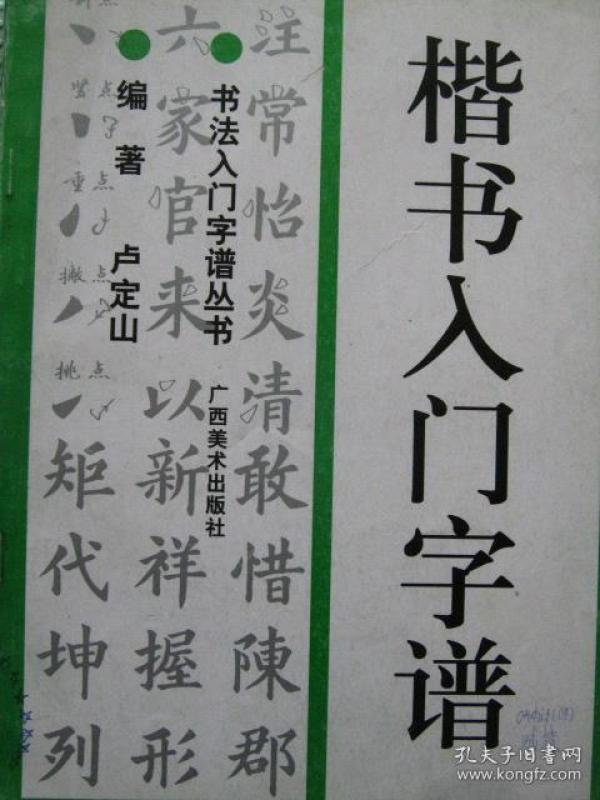 楷书入门字谱
书法入门字谱丛书
广西美术出版社
编著 卢定山
注常怡炎清敢惜陳郡
六家官来以新祥握形
竖点
重点
撇点
挑点
矩代坤列
孔夫子旧书网
www.kongfz.com